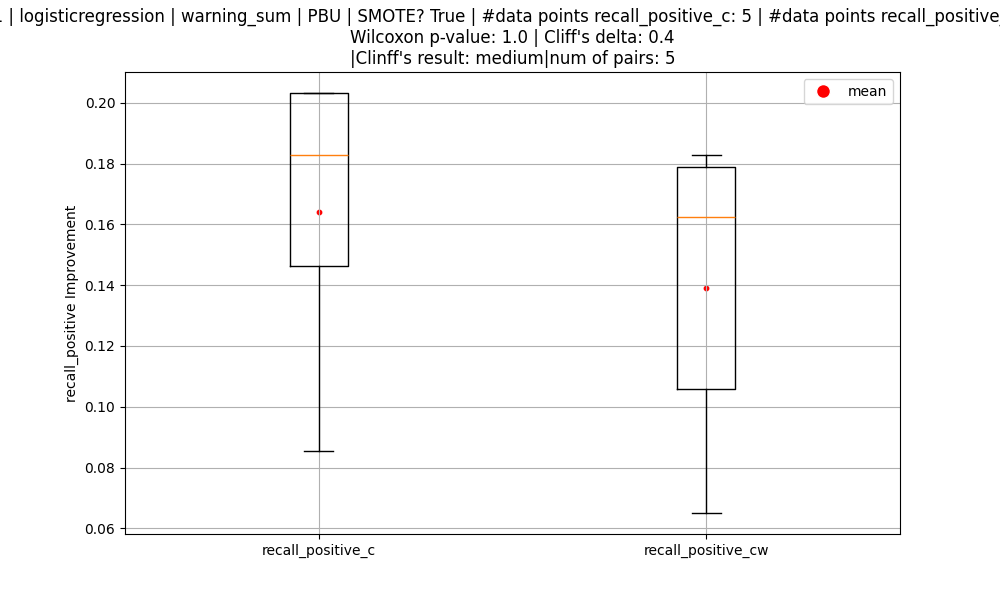 | logisticregression | warning_sum | PBU | SMOTE? True | #data points recall_positive_c: 5 | #data points recall_positive_
Wilcoxon p-value: 1.0 | Cliff's delta: 0.4
|Clinff's result: medium|num of pairs: 5
mean
0.20
0.18
0.16
0.14
0.12
0.10
0.08
0.06
recall_positive Improvement
recall_positive_c
recall_positive_cw